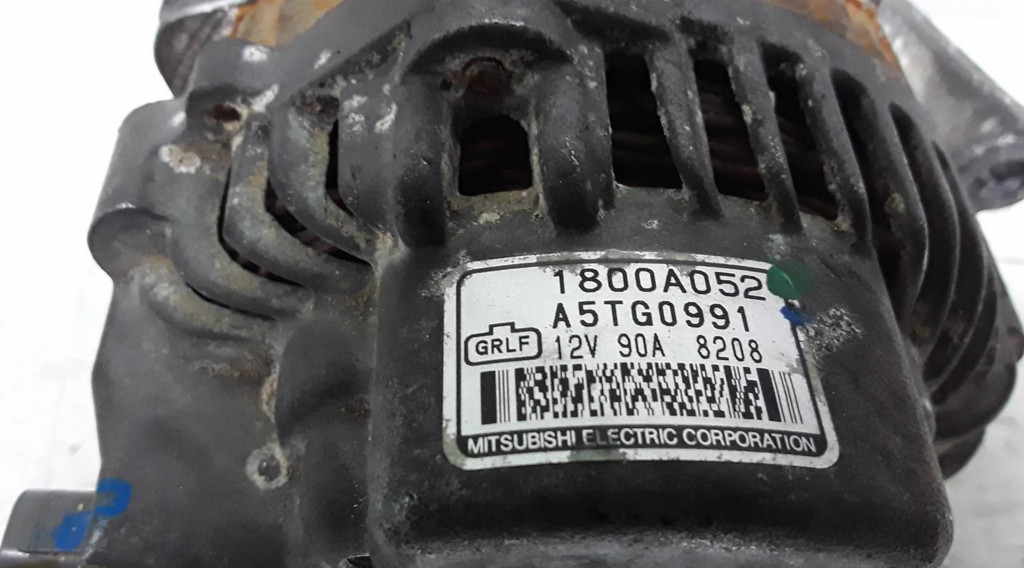 1800A052
A5TG0991
GRLF 12V 90A 8208
MITSUBISHI ELECTRIC CORPORATION